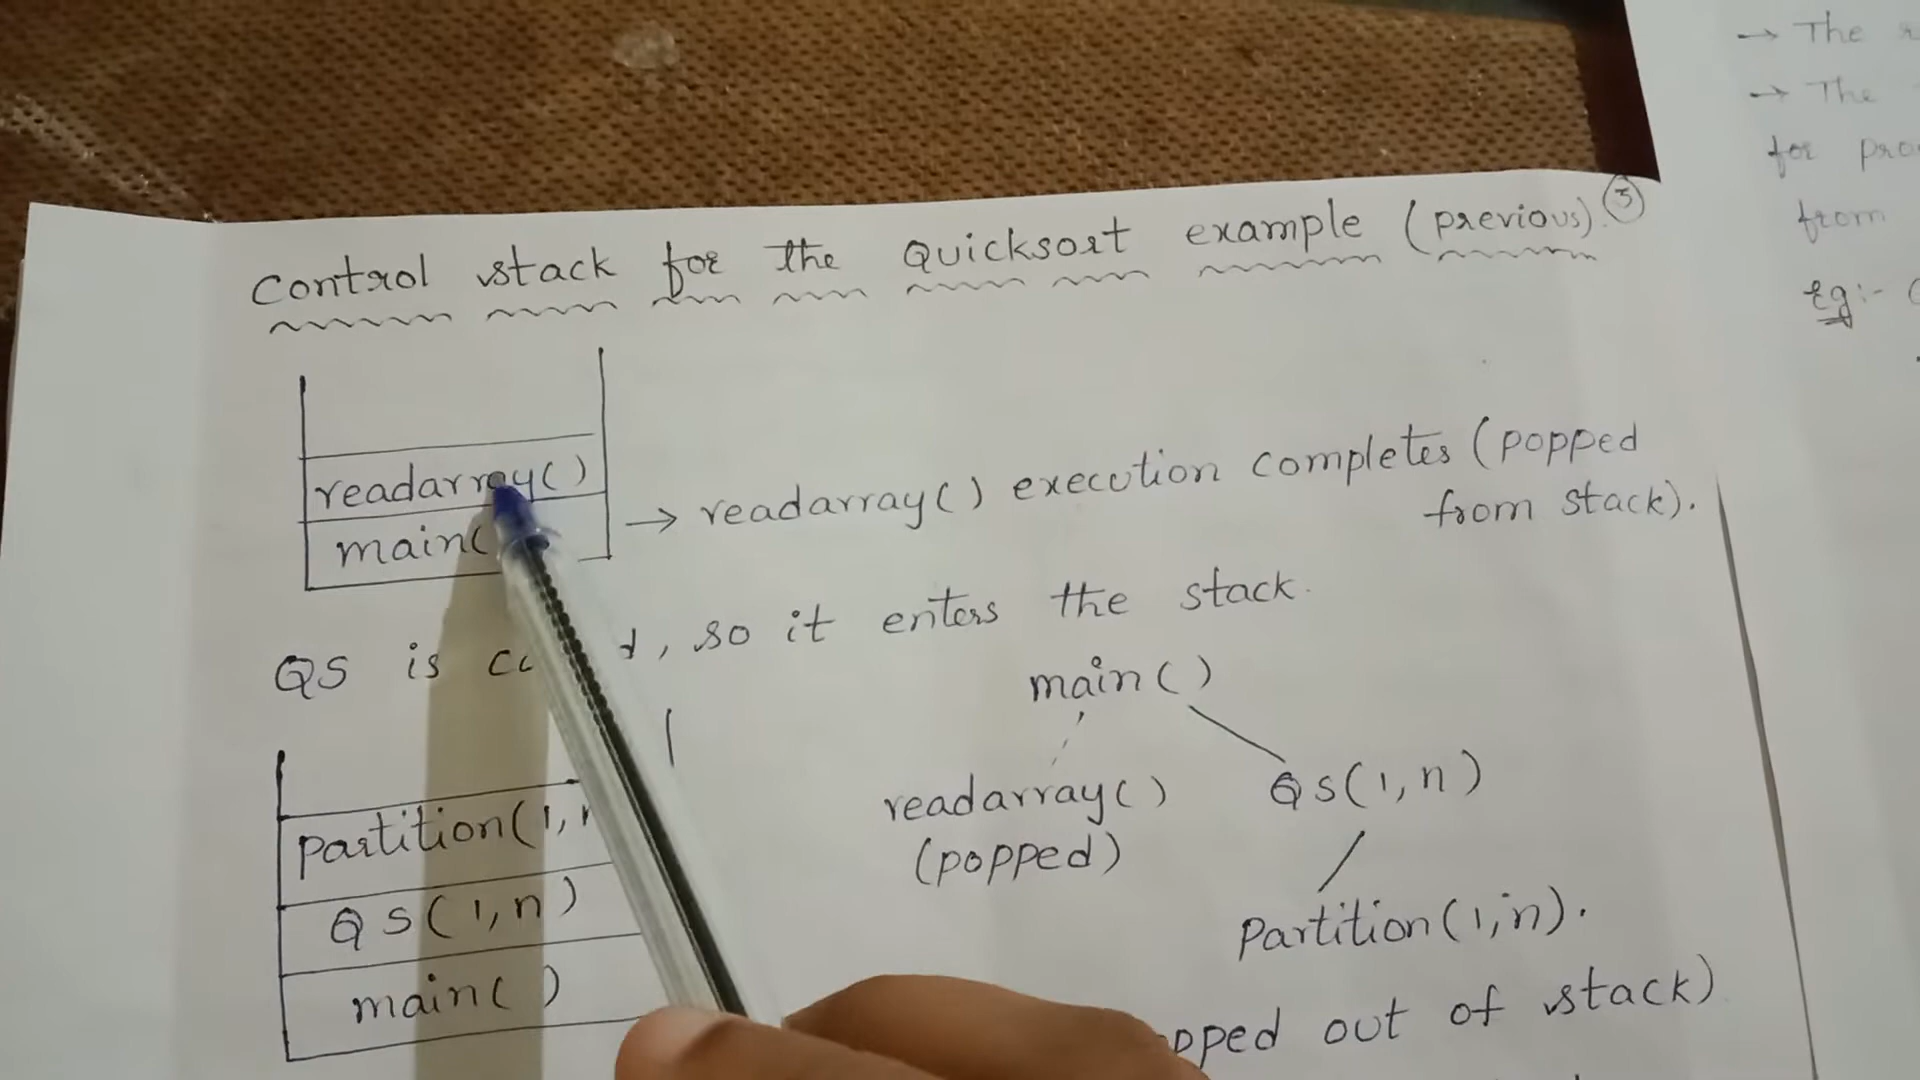 Control stack for the Quicksort example (previous). 3
readarray()
main(
→ readarray() execution completes (popped
from stack).
QS is , so it enters the stack.
main()
readarray() QS(1,n)
(popped)
Partition(1,n).
Partition(1,
QS(1,n)
main()
out of stack)
→ The
→ The
for
from
Eg:-